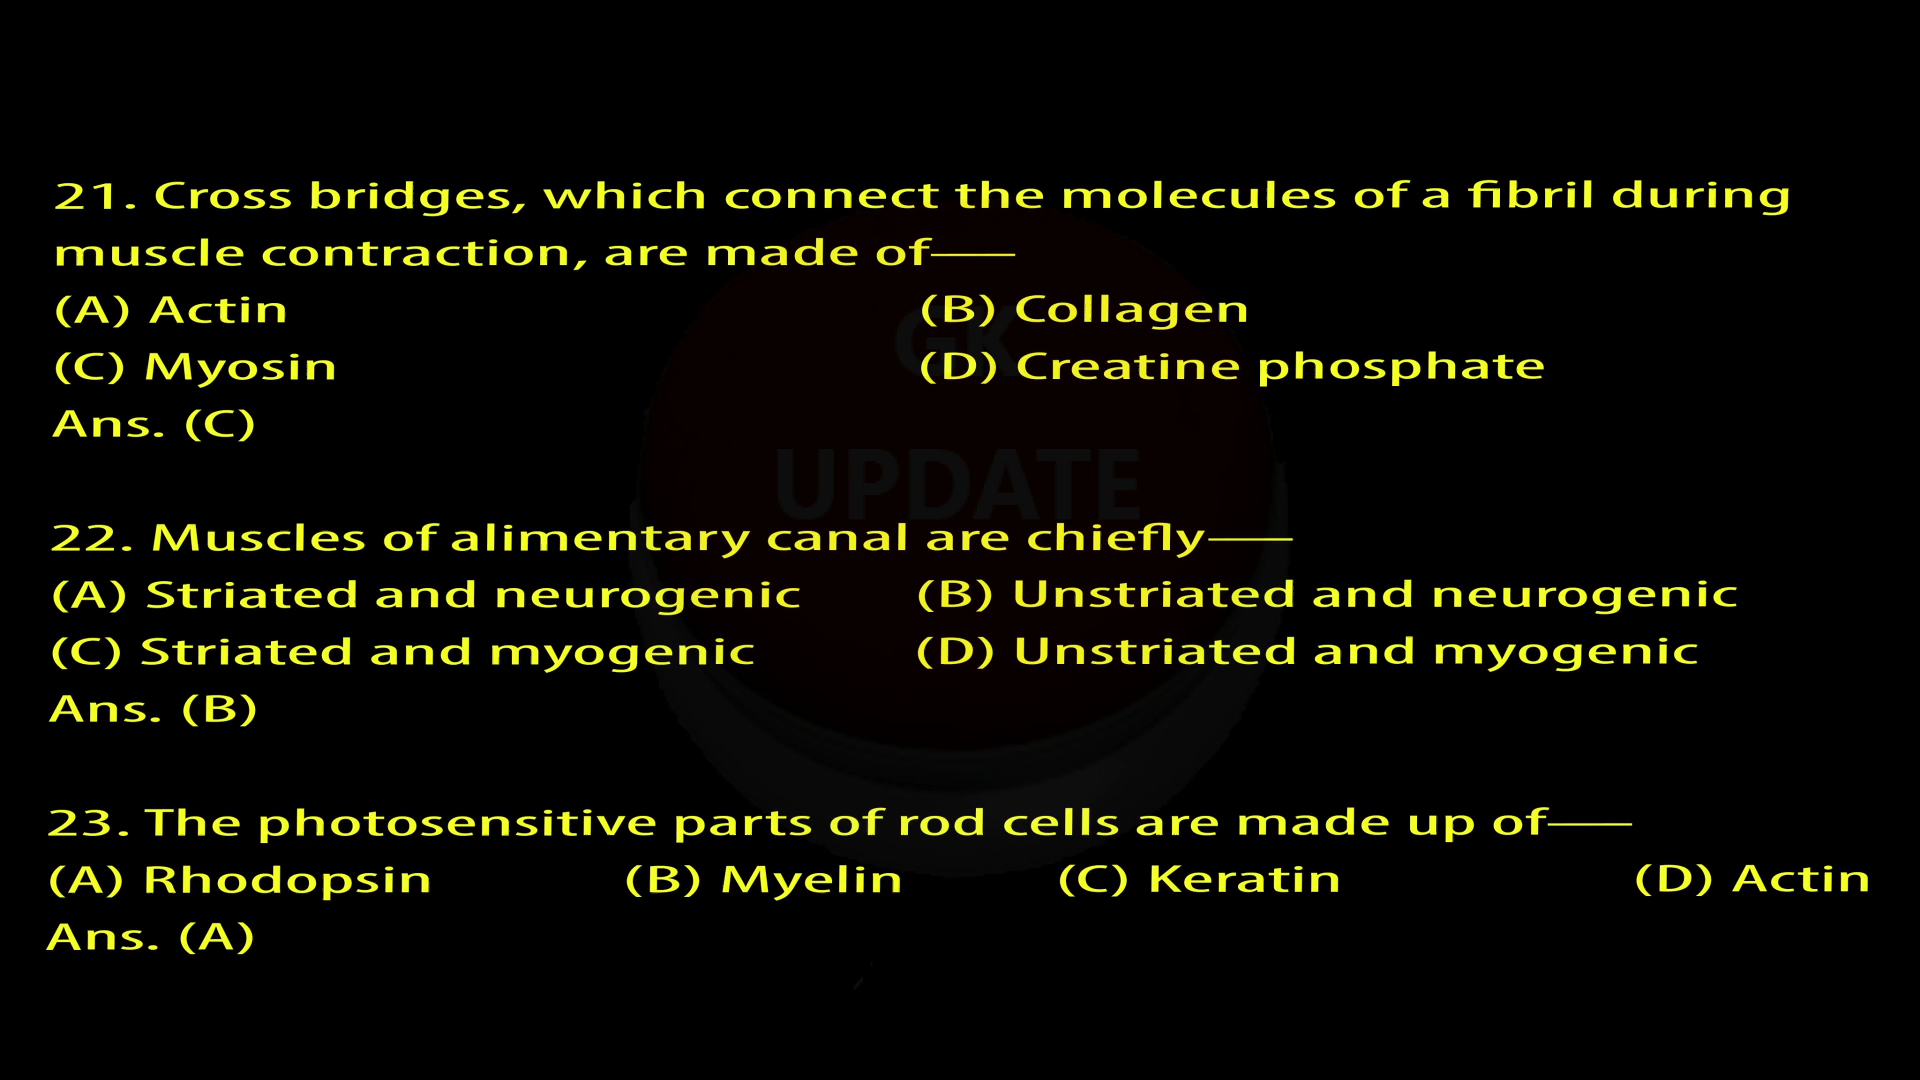 21. Cross bridges, which connect the molecules of a fibril during
muscle contraction, are made of——
(A) Actin (B) Collagen
(C) Myosin (D) Creatine phosphate
Ans. (C)
22. Muscles of alimentary canal are chiefly——
(A) Striated and neurogenic (B) Unstriated and neurogenic
(C) Striated and myogenic (D) Unstriated and myogenic
Ans. (B)
23. The photosensitive parts of rod cells are made up of——
(A) Rhodopsin (B) Myelin (C) Keratin (D) Actin
Ans. (A)
GK
UPDATE